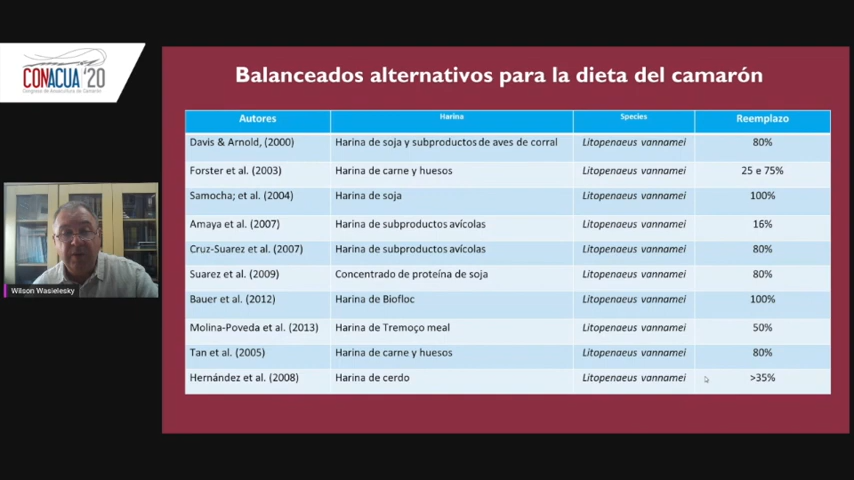 CONACUA '20
Congreso de Acuicultura de Camarón
Balanceados alternativos para la dieta del camarón
Autores Harina Species Reemplazo
Davis & Arnold, (2000) Harina de soja y subproductos de aves de corral Litopenaeus vannamei 80%
Forster et al. (2003) Harina de carne y huesos Litopenaeus vannamei 25 e 75%
Samocha; et al. (2004) Harina de soja Litopenaeus vannamei 100%
Amaya et al. (2007) Harina de subproductos avícolas Litopenaeus vannamei 16%
Cruz-Suarez et al. (2007) Harina de subproductos avícolas Litopenaeus vannamei 80%
Suarez et al. (2009) Concentrado de proteína de soja Litopenaeus vannamei 80%
Bauer et al. (2012) Harina de Biofloc Litopenaeus vannamei 100%
Molina-Poveda et al. (2013) Harina de Tremoço meal Litopenaeus vannamei 50%
Tan et al. (2005) Harina de carne y huesos Litopenaeus vannamei 80%
Hernández et al. (2008) Harina de cerdo Litopenaeus vannamei >35%
Wilson Wasielesky